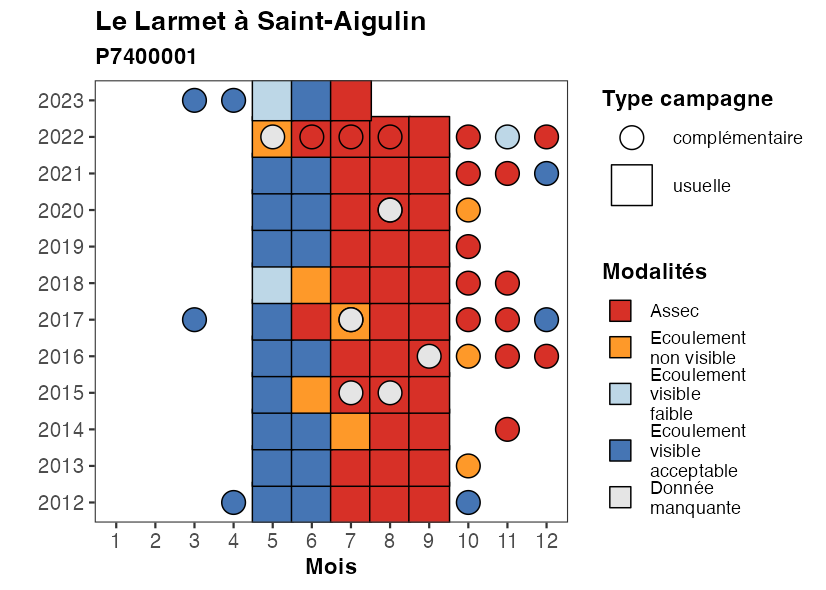 Le Larmet à Saint-Aigulin
P7400001
2023
2022
2021
2020
2019
2018
2017
2016
2015
2014
2013
2012
1 2 3 4 5 6 7 8 9 10 11 12
Mois
Type campagne
complémentaire
usuelle
Modalités
Assec
Ecoulement
non visible
Ecoulement
visible
faible
Ecoulement
visible
acceptable
Donnée
manquante